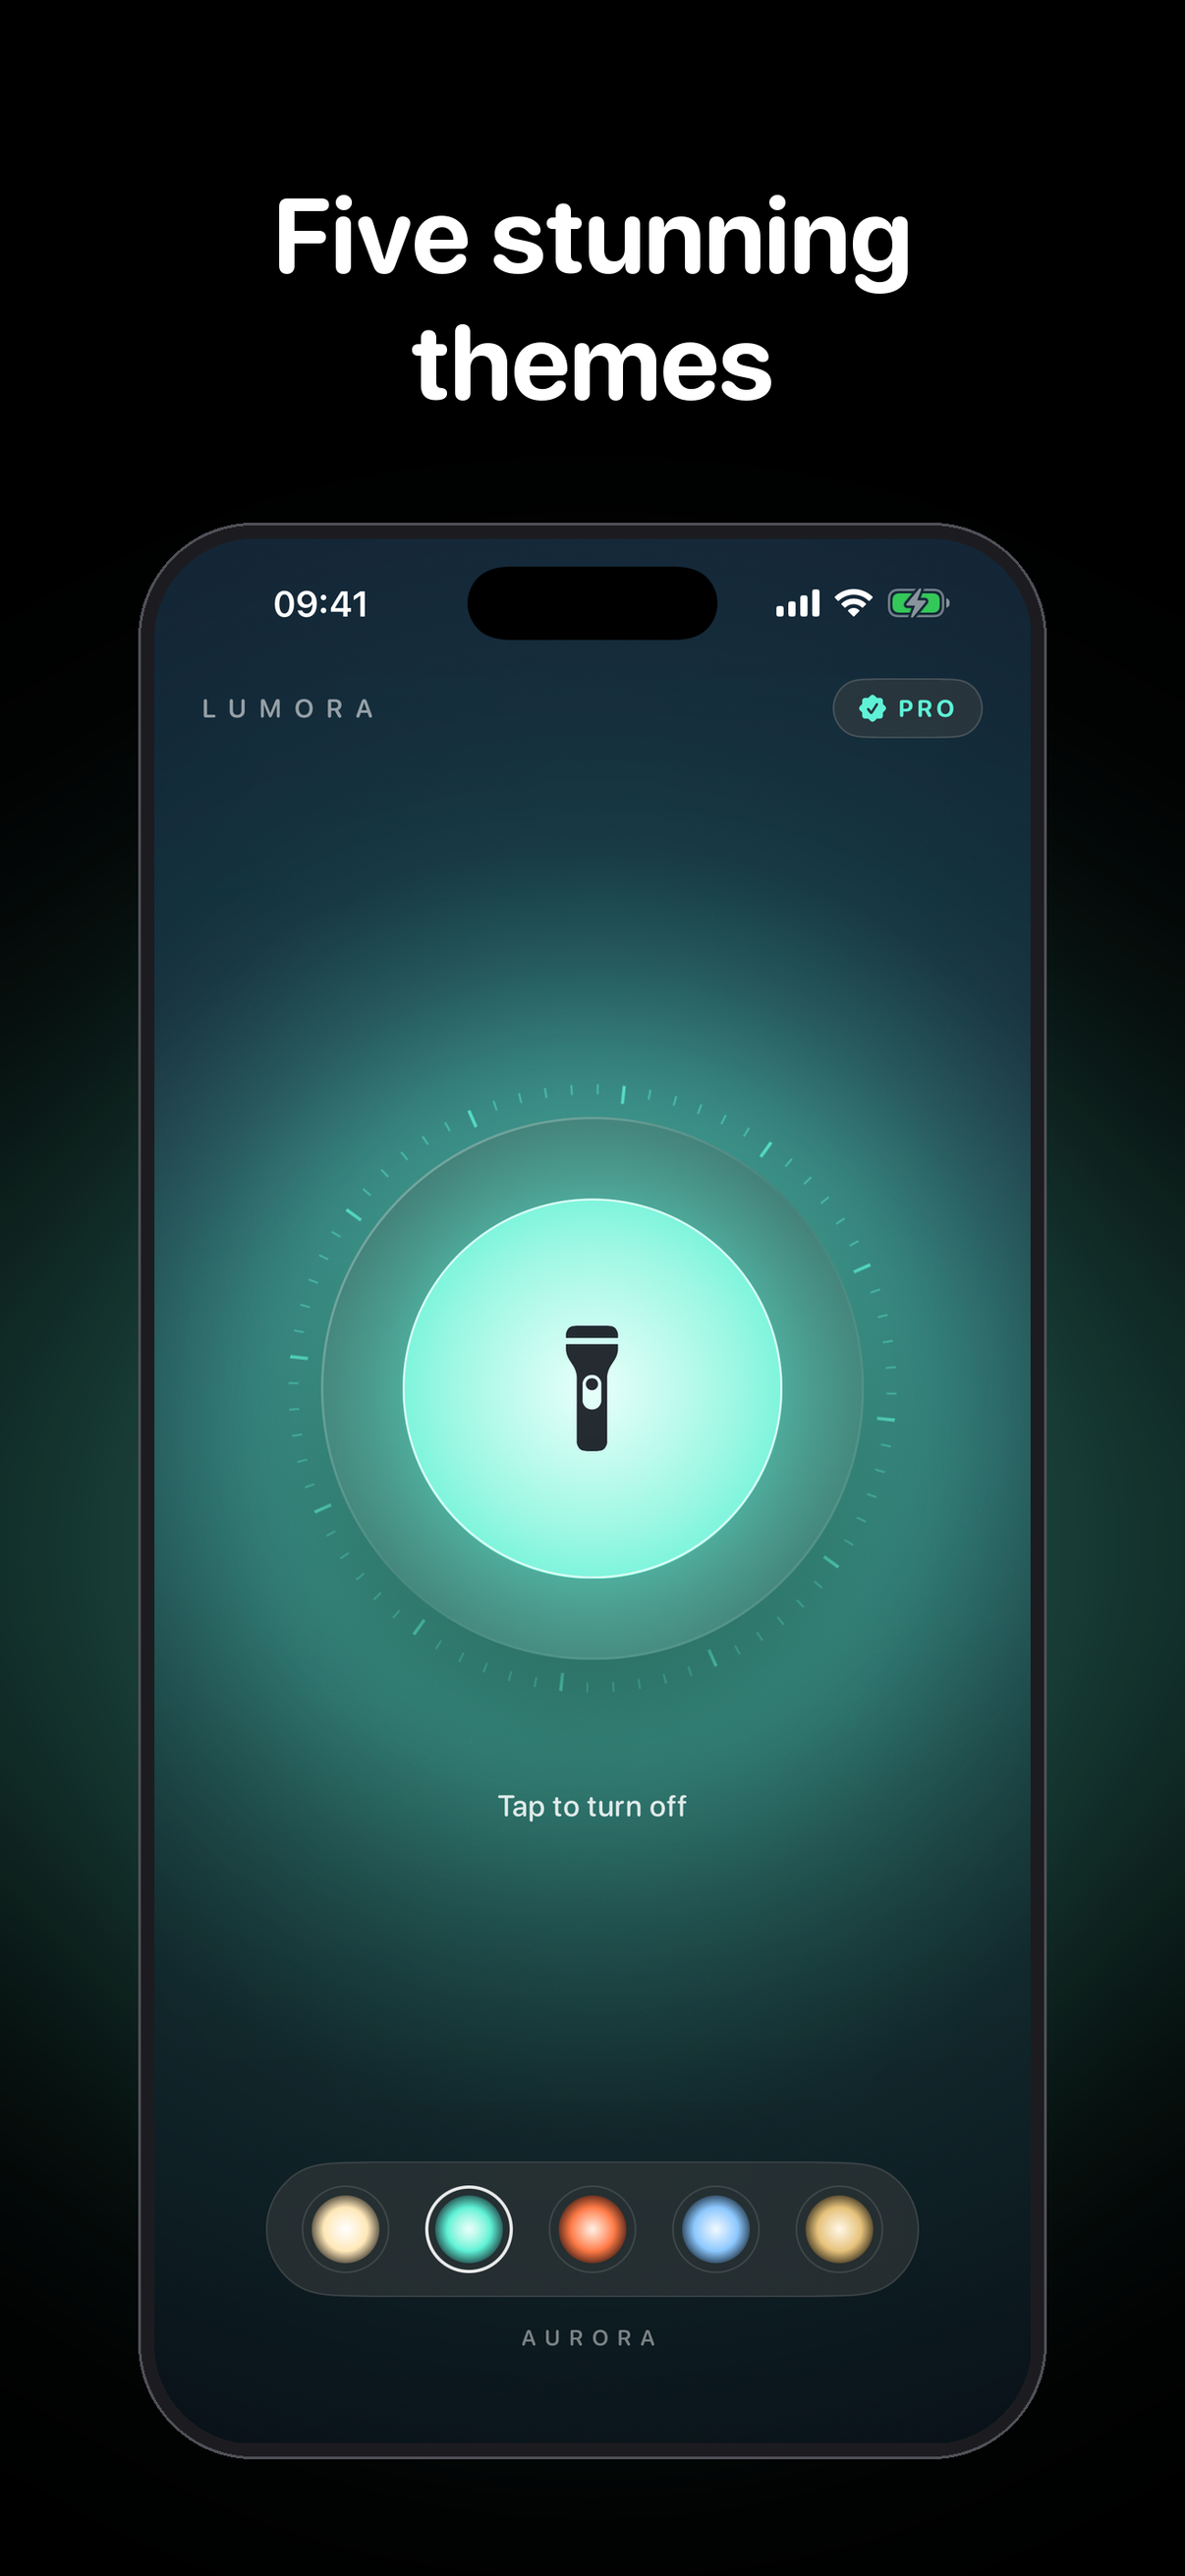 Five stunning
themes
09:41
LUMORA
PRO
Tap to turn off
AURORA